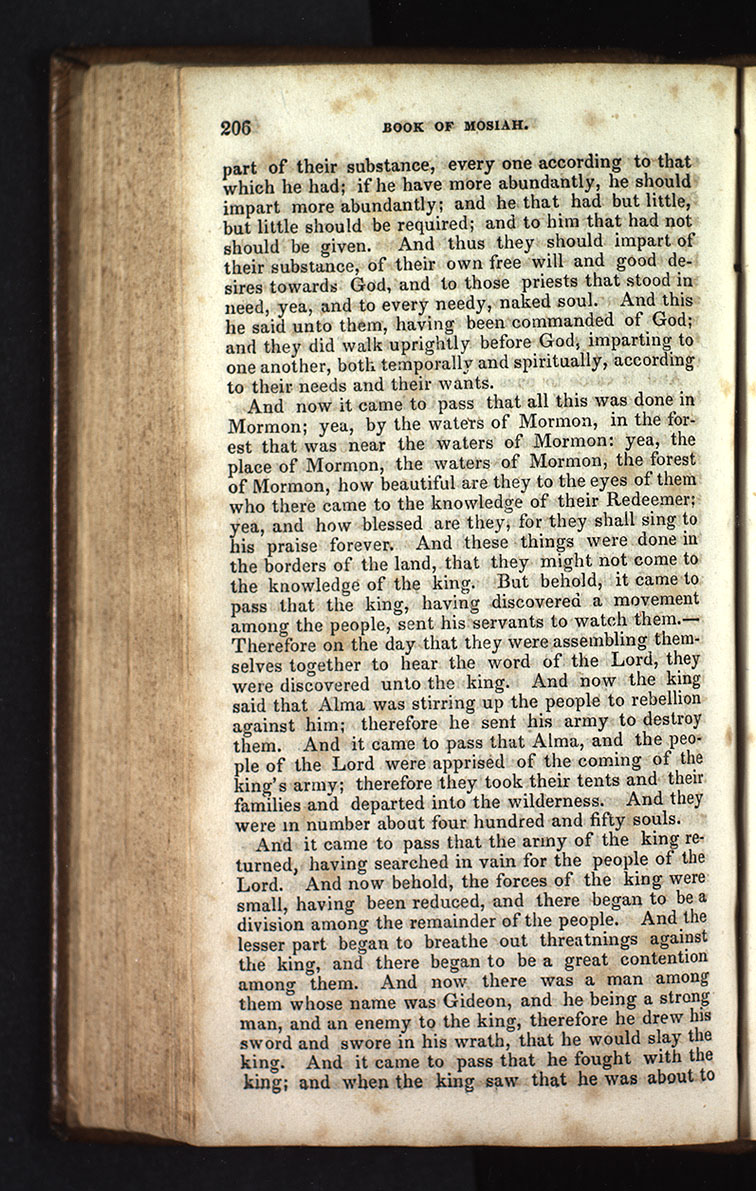 206 BOOK OF MOSIAH.
part of their substance, every one according to that
which he had; if he have more abundantly, he should
impart more abundantly; and he that had but little,
but little should be required; and to him that had not
should be given. And thus they should impart of
their substance, of their own free will and good de-
sires towards God, and to those priests that stood in
need, yea, and to every needy, naked soul. And this
he said unto them, having been commanded of God;
and they did walk uprightly before God, imparting to
one another, both temporally and spiritually, according
to their needs and their wants.
And now it came to pass that all this was done in
Mormon; yea, by the waters of Mormon, in the for-
est that was near the waters of Mormon: yea, the
place of Mormon, the waters of Mormon, the forest
of Mormon, how beautiful are they to the eyes of them
who there came to the knowledge of their Redeemer;
yea, and how blessed are they, for they shall sing to
his praise forever. And these things were done in
the borders of the land, that they might not come to
the knowledge of the king. But behold, it came to
pass that the king, having discovered a movement
among the people, sent his servants to watch them.—
Therefore on the day that they were assembling them-
selves together to hear the word of the Lord, they
were discovered unto the king. And now the king
said that Alma was stirring up the people to rebellion
against him; therefore he sent his army to destroy
them. And it came to pass that Alma, and the peo-
ple of the Lord were apprised of the coming of the
king's army; therefore they took their tents and their
families and departed into the wilderness. And they
were in number about four hundred and fifty souls.
And it came to pass that the army of the king re-
turned, having searched in vain for the people of the
Lord. And now behold, the forces of the king were
small, having been reduced, and there began to be a
division among the remainder of the people. And the
lesser part began to breathe out threatnings against
the king, and there began to be a great contention
among them. And now there was a man among
them whose name was Gideon, and he being a strong
man, and an enemy to the king, therefore he drew his
sword and swore in his wrath, that he would slay the
king. And it came to pass that he fought with the
king; and when the king saw that he was about to